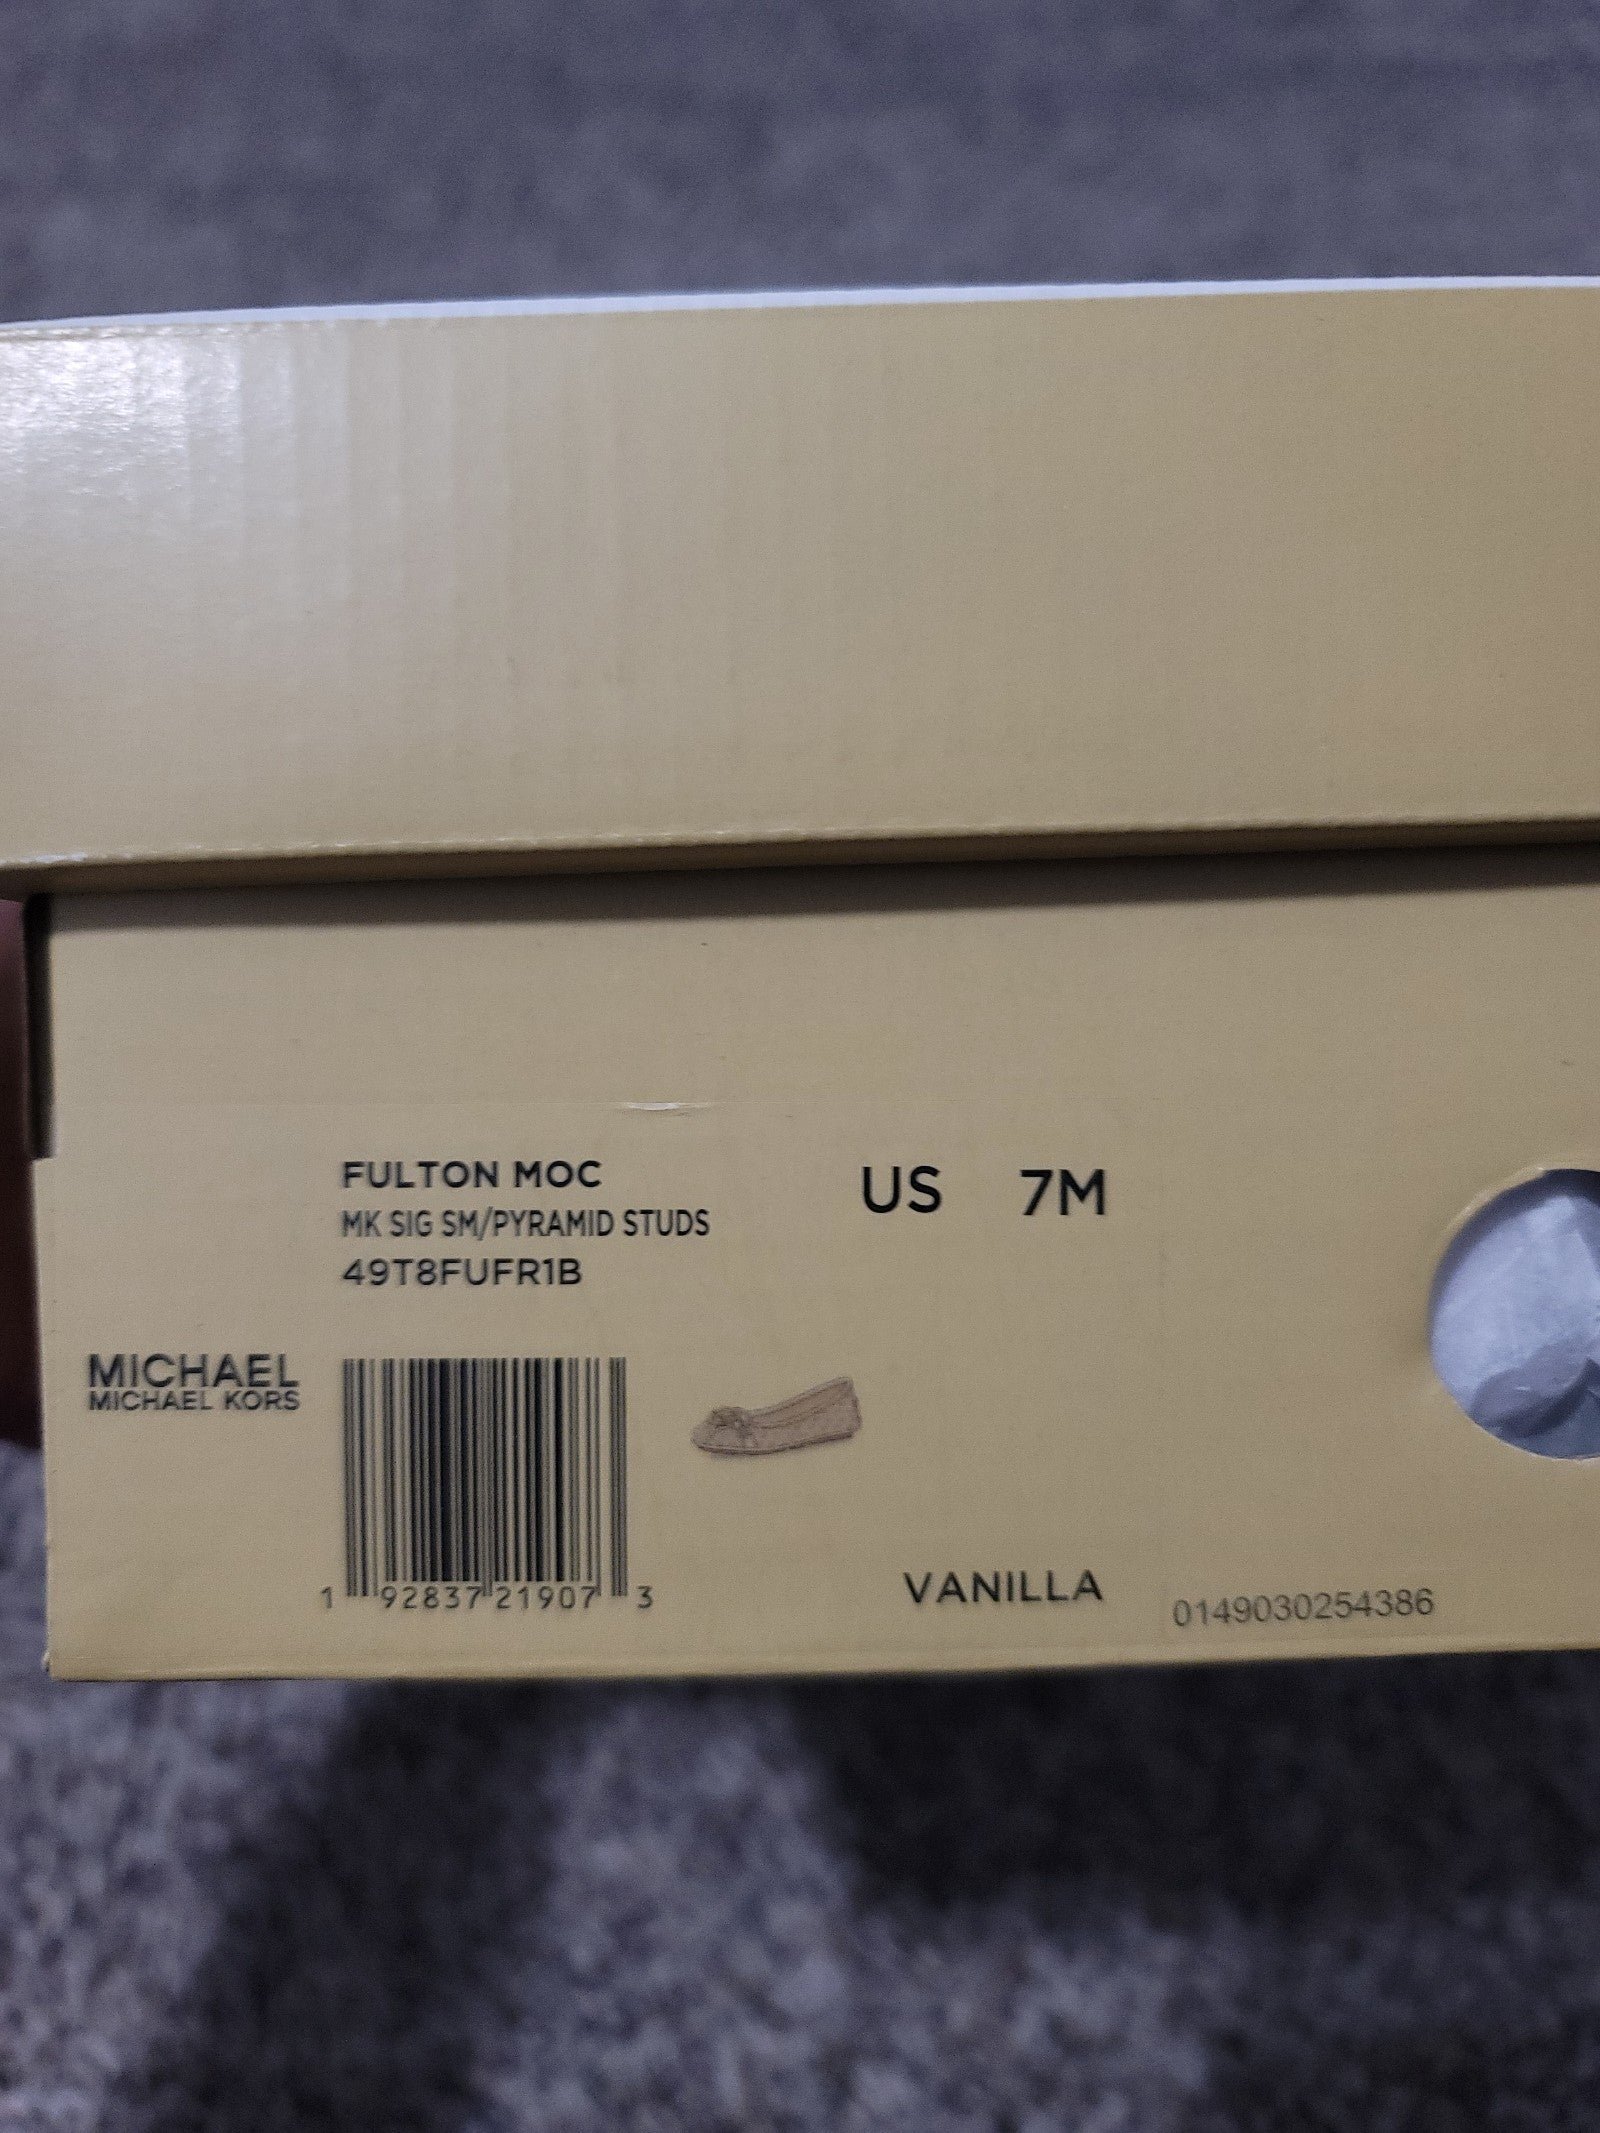 FULTON MOC
MK SIG SM/PYRAMID STUDS
49T8FUFR1B
US 7M
MICHAEL
MICHAEL KORS
1 92837 21907 3
VANILLA
0149030254386